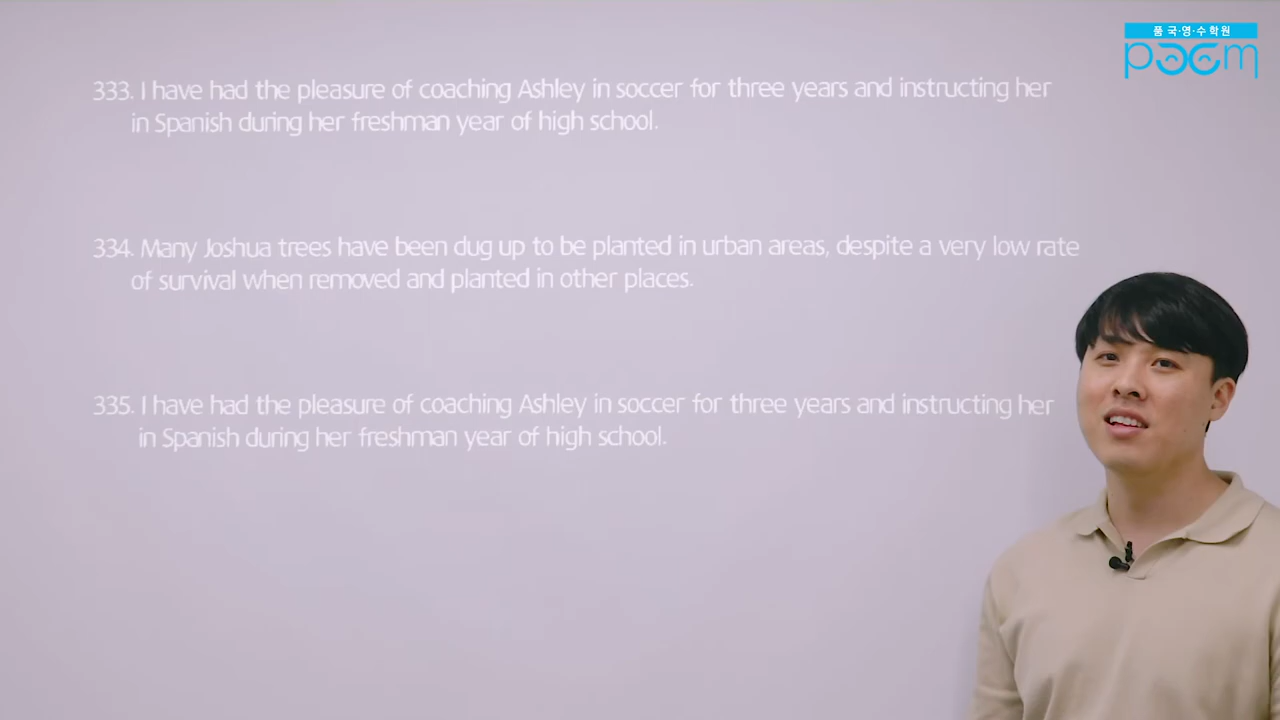 품 국·영·수 학원
poem
333. I have had the pleasure of coaching Ashley in soccer for three years and instructing her
in Spanish during her freshman year of high school.
334. Many Joshua trees have been dug up to be planted in urban areas, despite a very low rate
of survival when removed and planted in other places.
335. I have had the pleasure of coaching Ashley in soccer for three years and instructing her
in Spanish during her freshman year of high school.